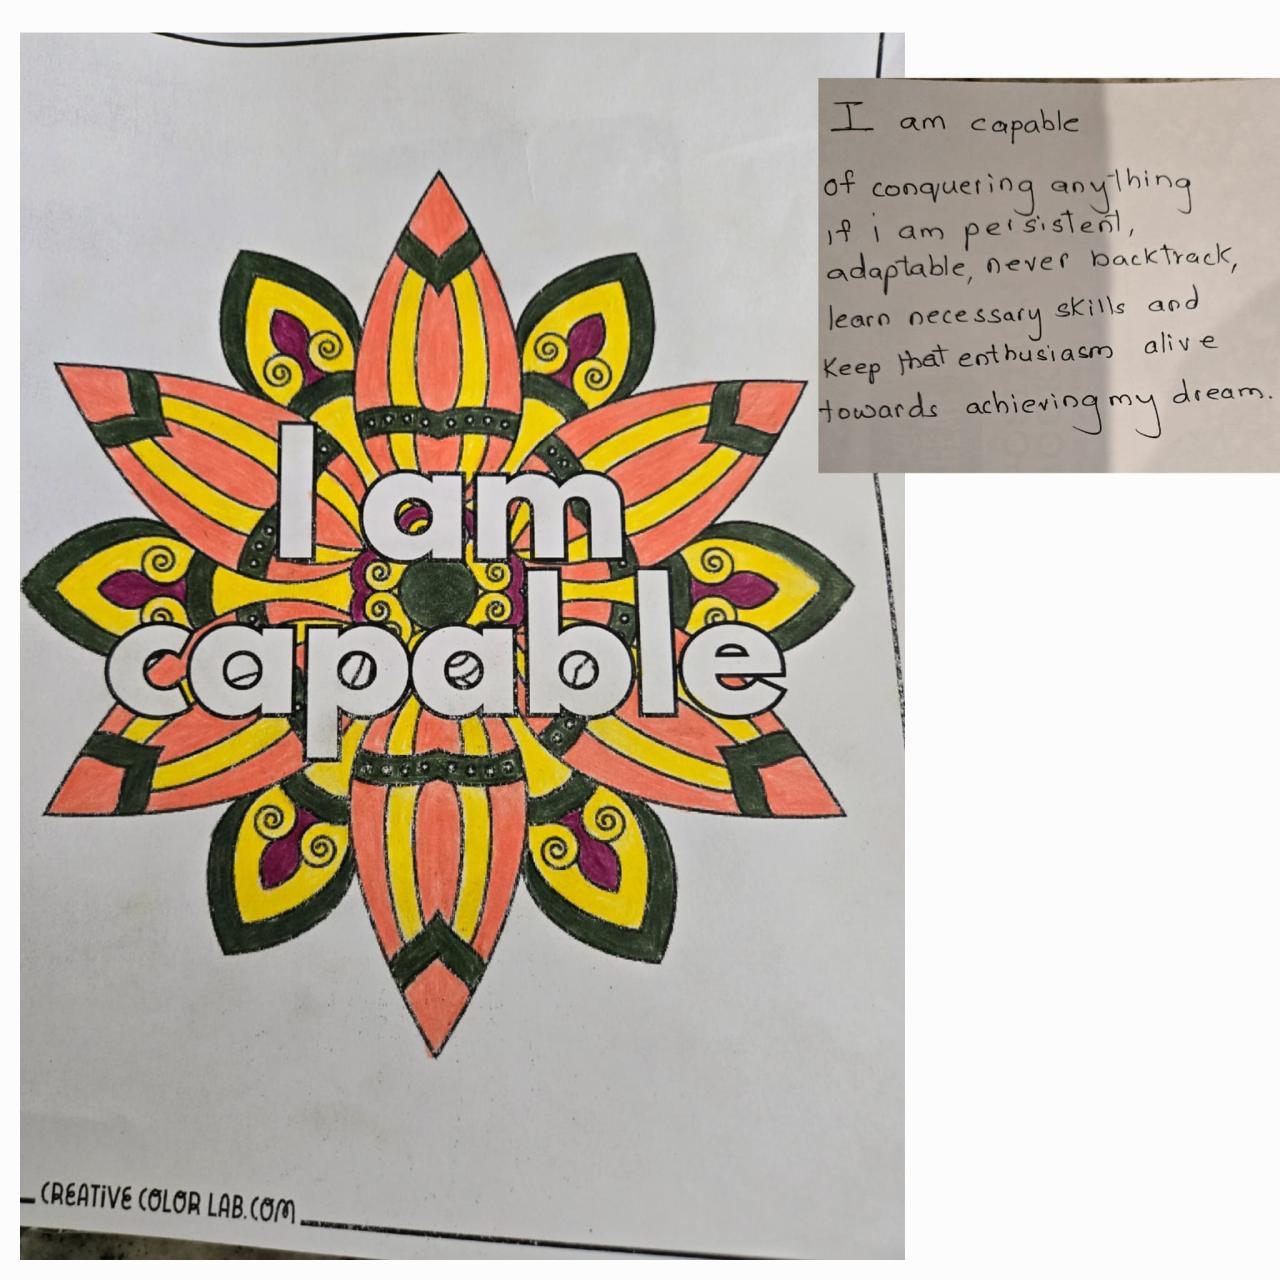 I am
capable
CREATIVE COLOR LAB.COM
I am capable
of conquering anything
if i am persistent,
adaptable, never backtrack,
learn necessary skills and
Keep that enthusiasm alive
towards achieving my dream.